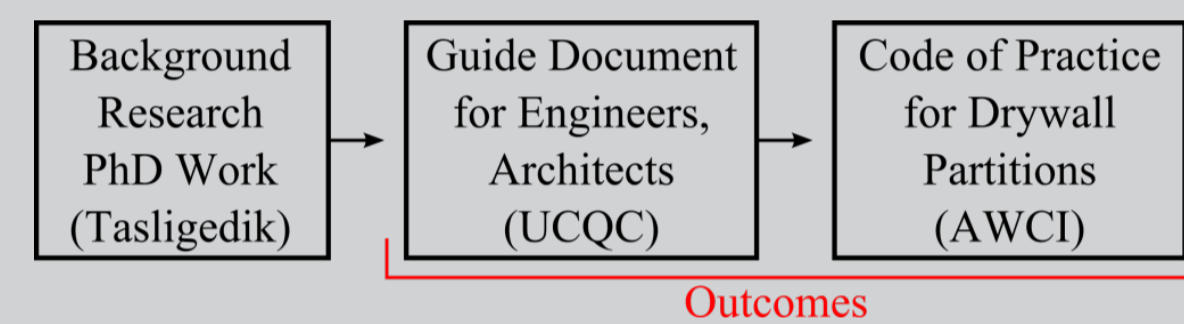 Background
Research
PhD Work
(Tasligedik)
Guide Document
for Engineers,
Architects
(UCQC)
Code of Practice
for Drywall
Partitions
(AWCI)
Outcomes